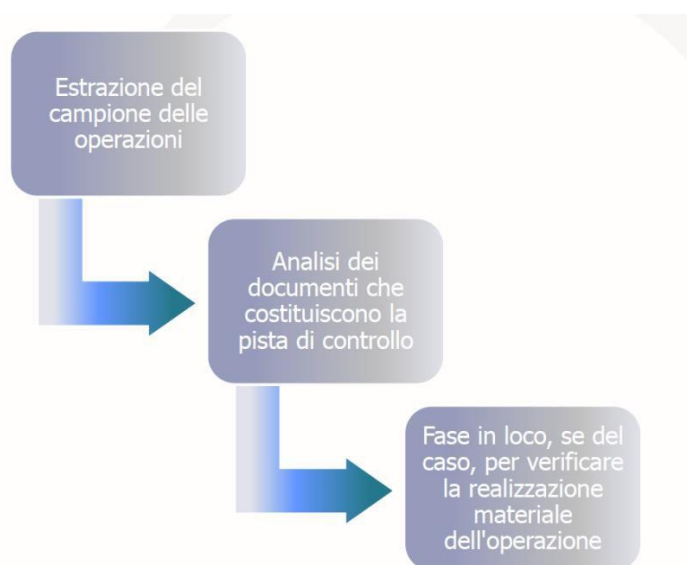 Estrazione del
campione delle
operazioni
Analisi dei
documenti che
costituiscono la
pista di controllo
Fase in loco, se del
caso, per verificare
la realizzazione
materiale
dell'operazione